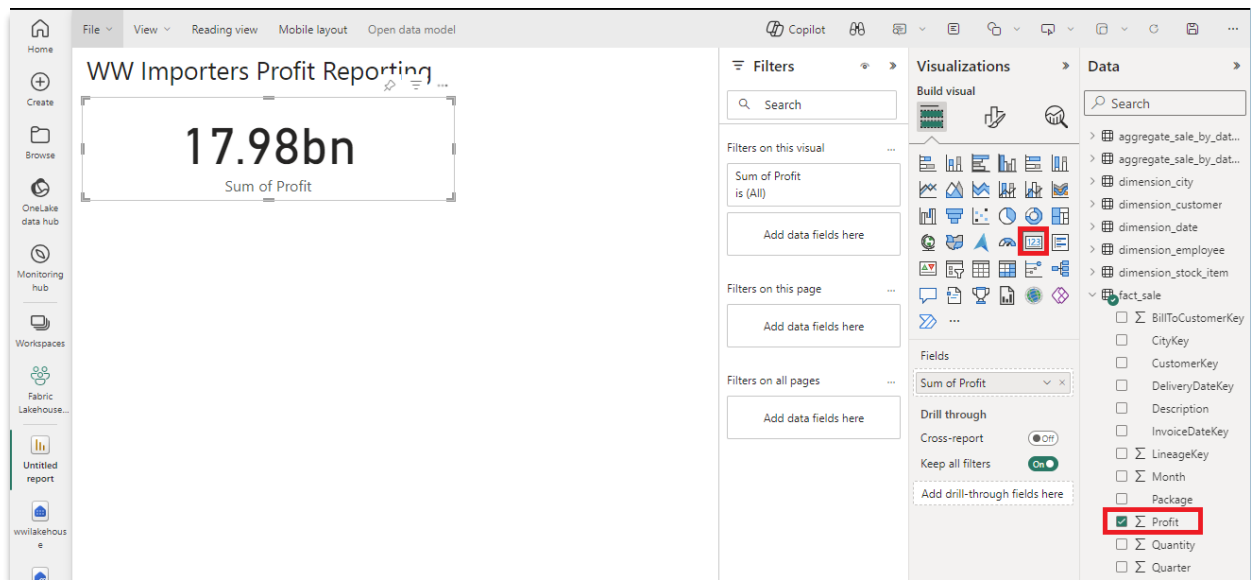 File View Reading view Mobile layout Open data model Copilot
Home
Create
Browse
OneLake
data hub
Monitoring
hub
Workspaces
Fabric
Lakehouse...
Untitled
report
wwilakehous
e
WW Importers Profit Reporting
17.98bn
Sum of Profit
Filters
Search
Filters on this visual
Sum of Profit
is (All)
Add data fields here
Filters on this page
Add data fields here
Filters on all pages
Add data fields here
Visualizations
Build visual
123
Fields
Sum of Profit
Drill through
Cross-report Off
Keep all filters On
Add drill-through fields here
Data
Search
aggregate_sale_by_dat...
aggregate_sale_by_dat...
dimension_city
dimension_customer
dimension_date
dimension_employee
dimension_stock_item
fact_sale
BillToCustomerKey
CityKey
CustomerKey
DeliveryDateKey
Description
InvoiceDateKey
LineageKey
Month
Package
Profit
Quantity
Quarter